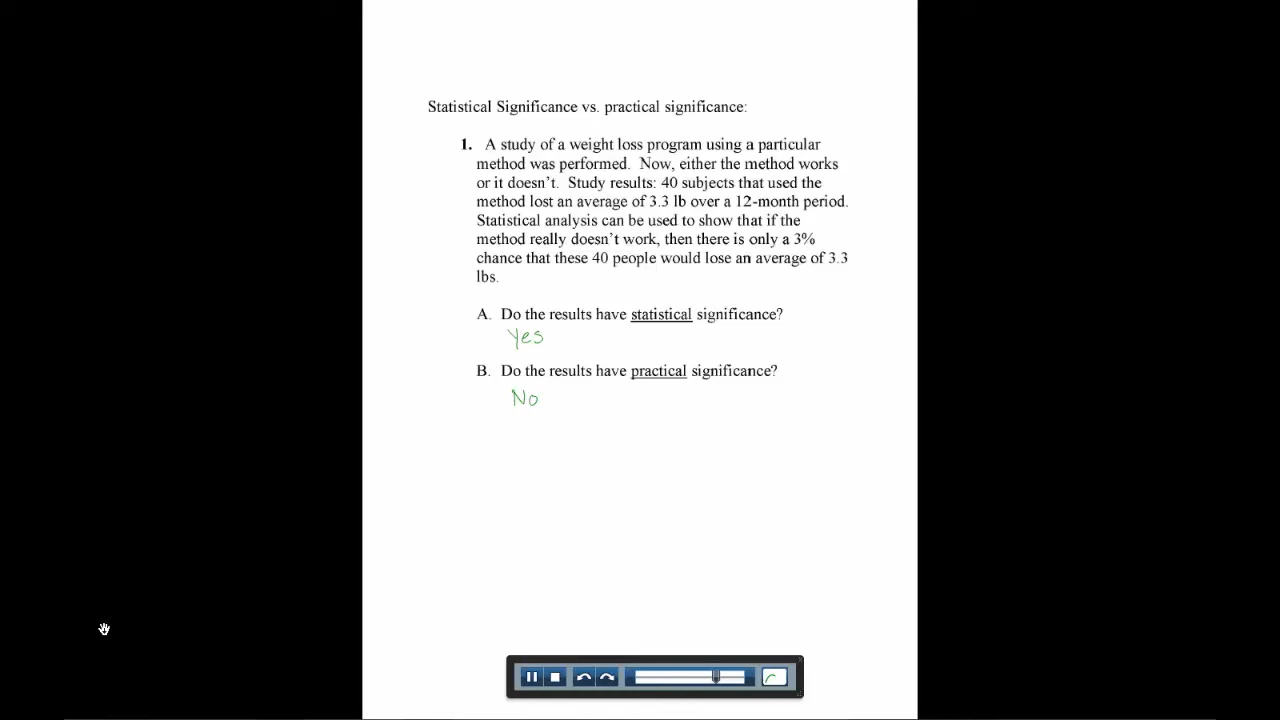 Statistical Significance vs. practical significance:
1. A study of a weight loss program using a particular
method was performed. Now, either the method works
or it doesn't. Study results: 40 subjects that used the
method lost an average of 3.3 lb over a 12-month period.
Statistical analysis can be used to show that if the
method really doesn't work, then there is only a 3%
chance that these 40 people would lose an average of 3.3
lbs.
A. Do the results have statistical significance?
Yes
B. Do the results have practical significance?
No